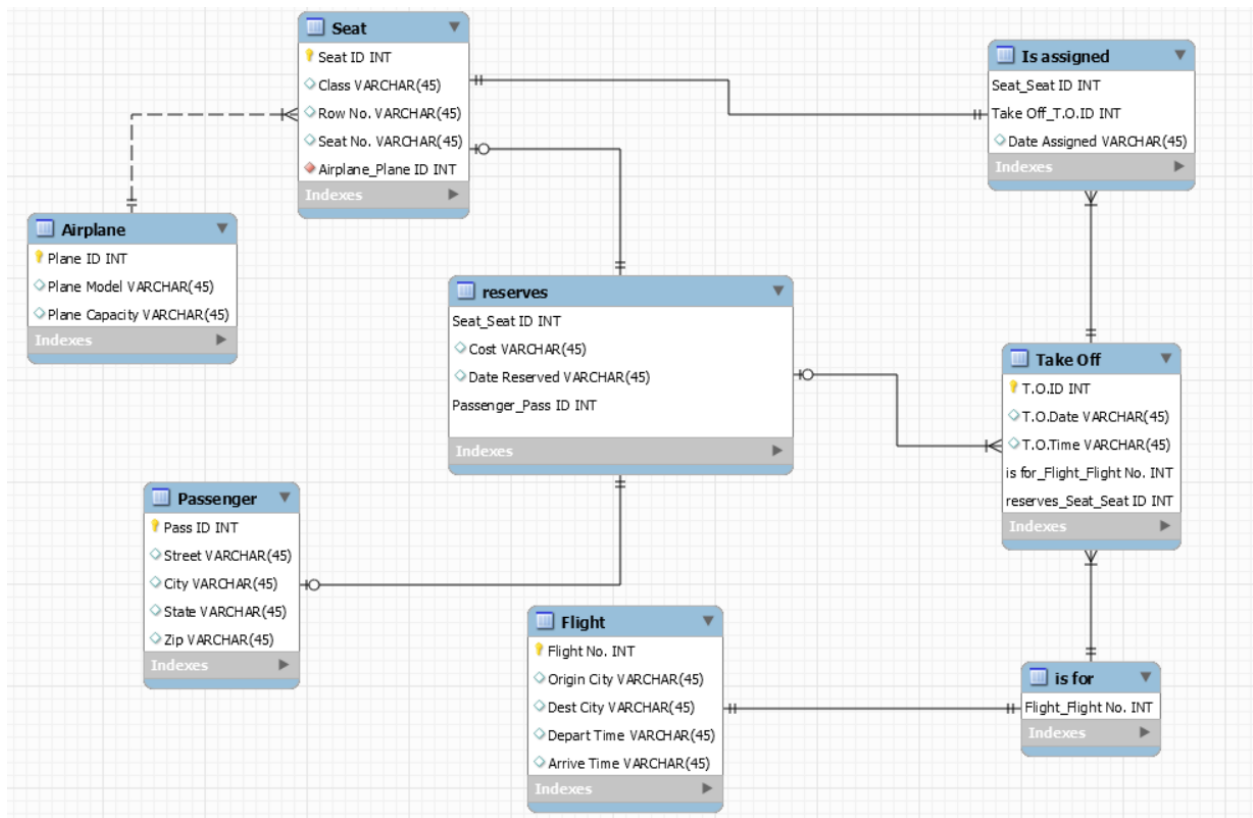 Seat
Seat ID INT
Class VARCHAR(45)
Row No. VARCHAR(45)
Seat No. VARCHAR(45)
Airplane_Plane ID INT
Indexes
Is assigned
Seat_Seat ID INT
Take Off_T.O.ID INT
Date Assigned VARCHAR(45)
Indexes
Airplane
Plane ID INT
Plane Model VARCHAR(45)
Plane Capacity VARCHAR(45)
Indexes
reserves
Seat_Seat ID INT
Cost VARCHAR(45)
Date Reserved VARCHAR(45)
Passenger_Pass ID INT
Indexes
Take Off
T.O.ID INT
T.O.Date VARCHAR(45)
T.O.Time VARCHAR(45)
is for_Flight_Flight No. INT
reserves_Seat_Seat ID INT
Indexes
Passenger
Pass ID INT
Street VARCHAR(45)
City VARCHAR(45)
State VARCHAR(45)
Zip VARCHAR(45)
Indexes
Flight
Flight No. INT
Origin City VARCHAR(45)
Dest City VARCHAR(45)
Depart Time VARCHAR(45)
Arrive Time VARCHAR(45)
Indexes
is for
Flight_Flight No. INT
Indexes